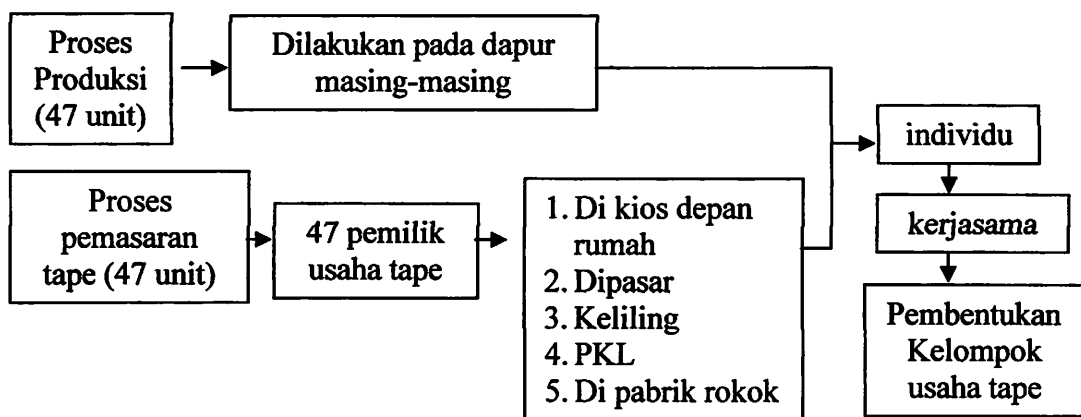 Proses
Produksi
(47 unit)
Dilakukan pada dapur
masing-masing
individu
kerjasama
Pembentukan
Kelompok
usaha tape
Proses
pemasaran
tape (47 unit)
47 pemilik
usaha tape
1. Di kios depan
rumah
2. Dipasar
3. Keliling
4. PKL
5. Di pabrik rokok